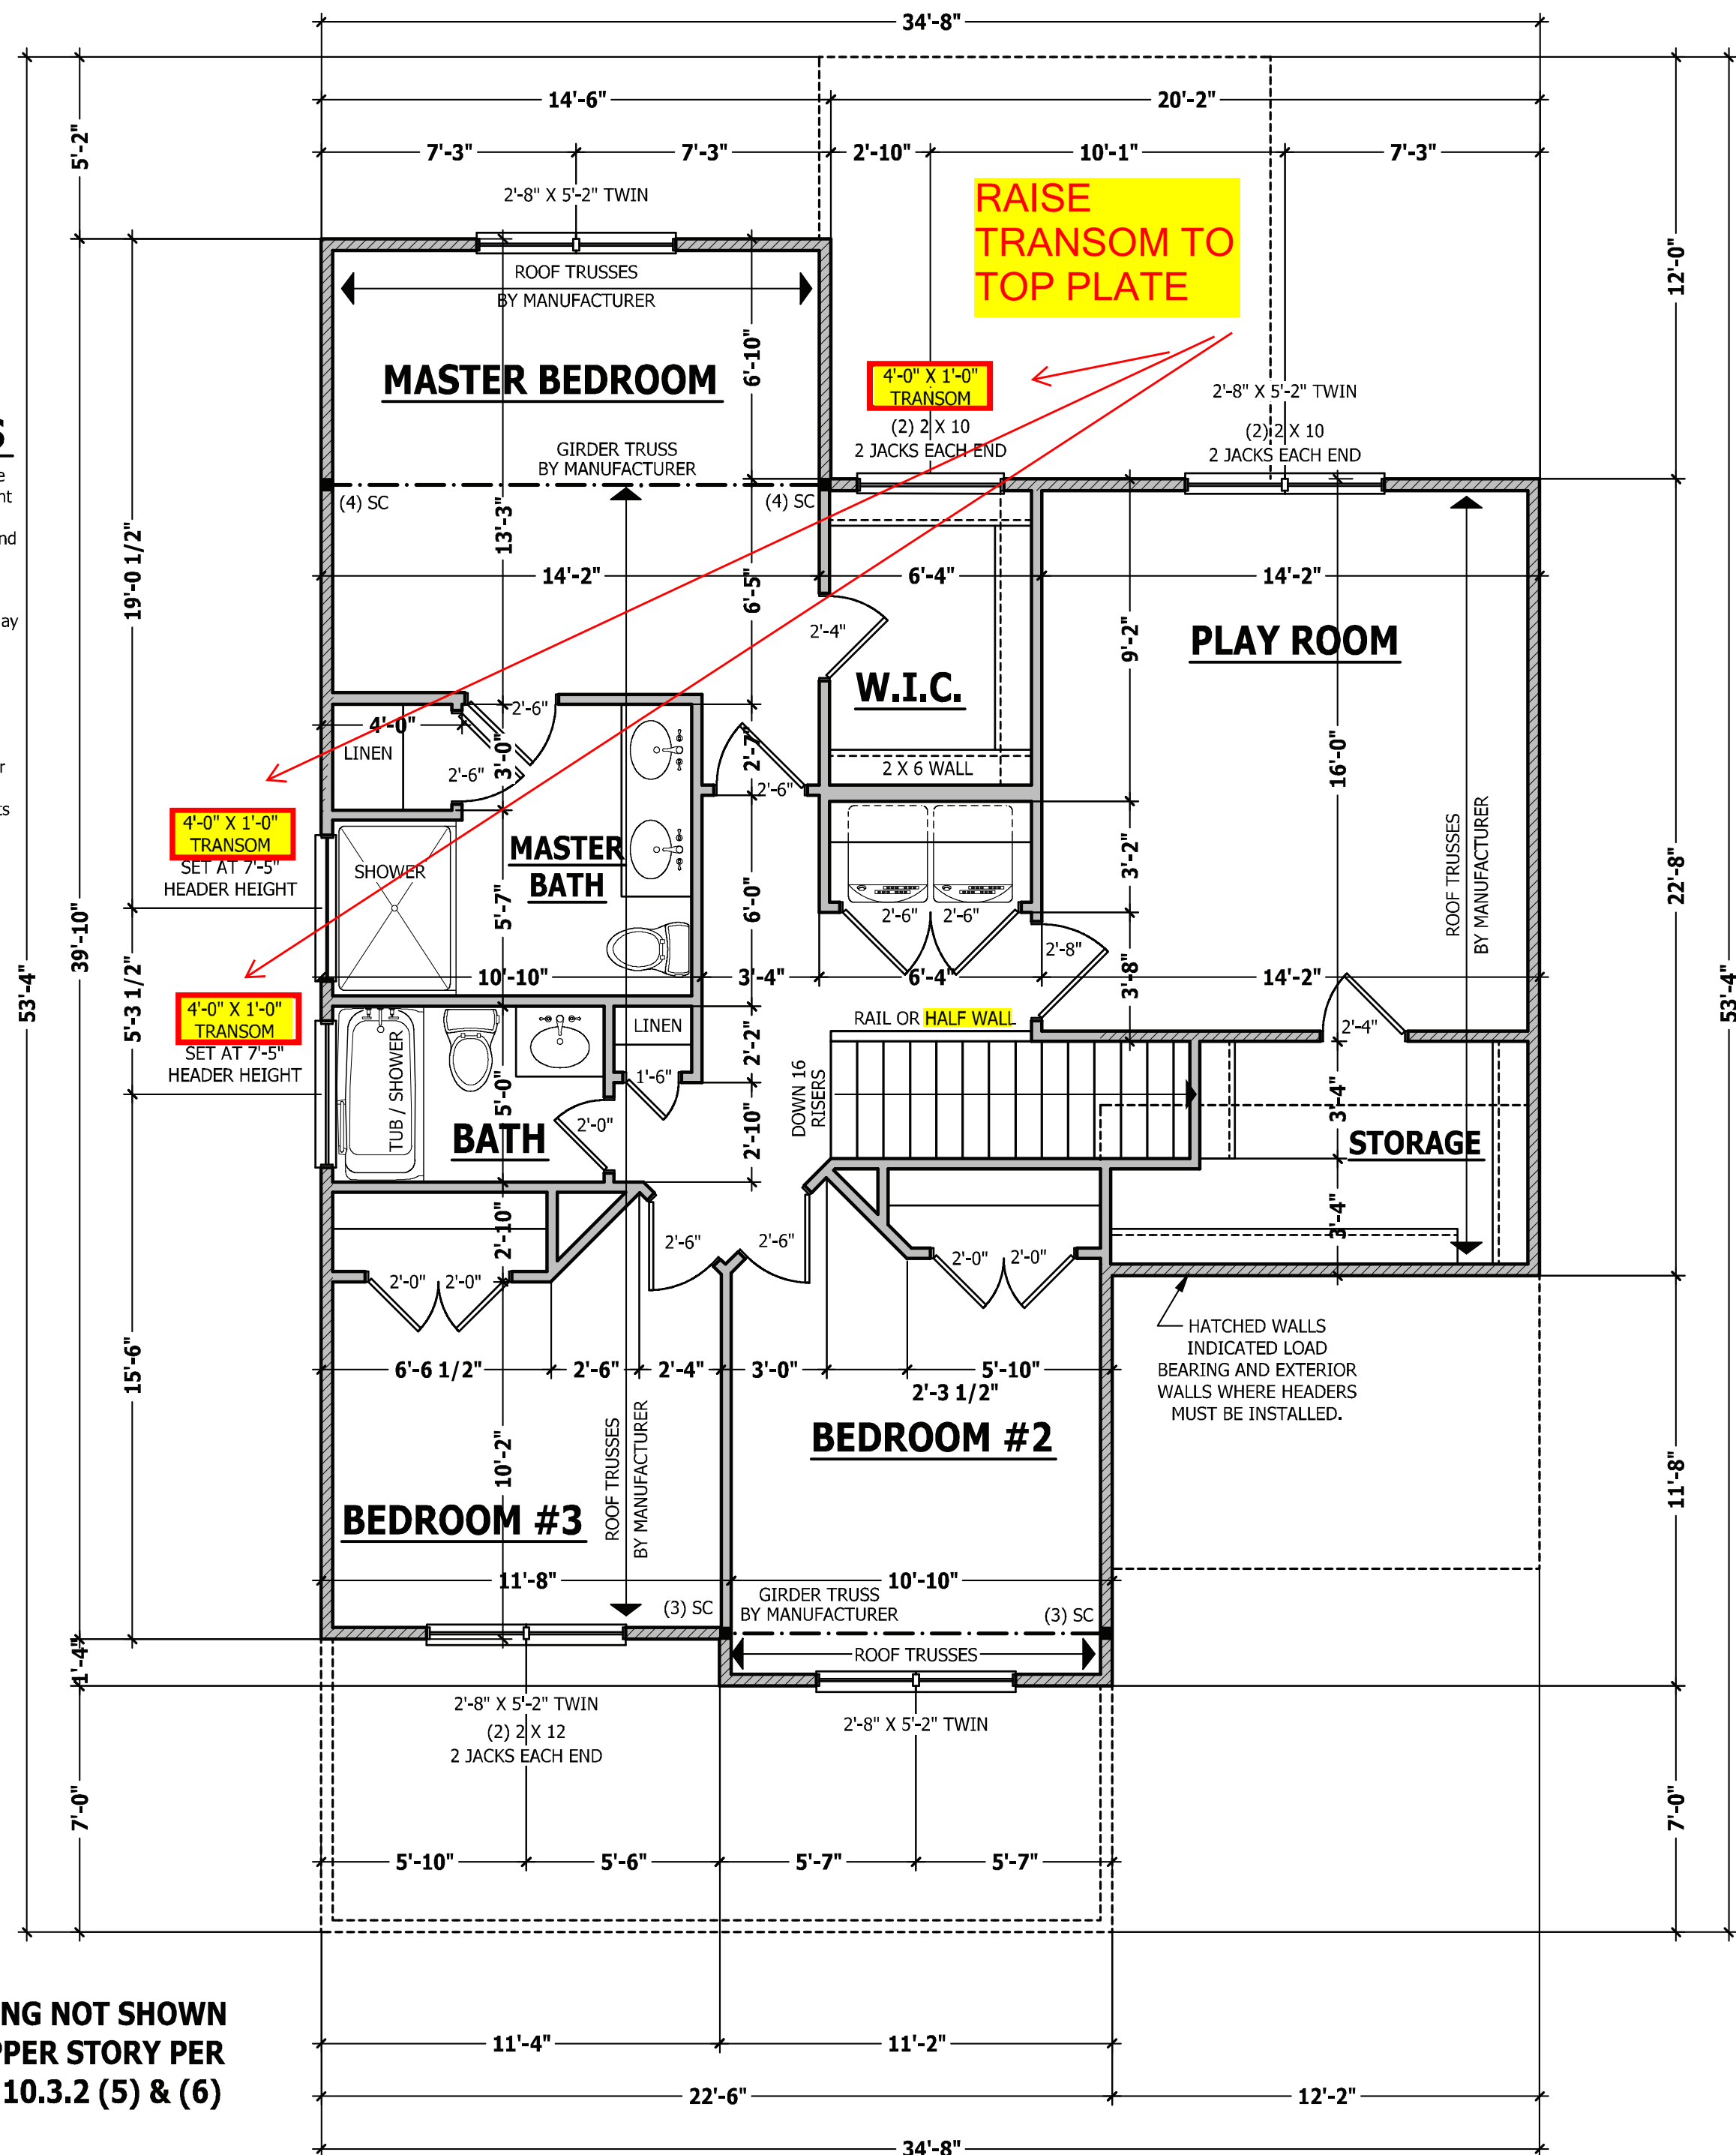 34'-8"
14'-6"
20'-2"
7'-3"
7'-3"
2'-10"
10'-1"
7'-3"
5'-2"
12'-0"
2'-8" X 5'-2" TWIN
RAISE
TRANSOM TO
TOP PLATE
ROOF TRUSSES
BY MANUFACTURER
MASTER BEDROOM
6'-10"
4'-0" X 1'-0"
TRANSOM
(2) 2 X 10
2 JACKS EACH END
2'-8" X 5'-2" TWIN
(2) 2 X 10
2 JACKS EACH END
GIRDER TRUSS
BY MANUFACTURER
(4) SC
(4) SC
13'-3"
19'-0 1/2"
14'-2"
6'-5"
6'-4"
14'-2"
2'-4"
9'-2"
PLAY ROOM
W.I.C.
4'-0"
2'-6"
LINEN
2'-6"
3'-0"
2'-7"
2'-6"
2 X 6 WALL
16'-0"
4'-0" X 1'-0"
TRANSOM
SET AT 7'-5"
HEADER HEIGHT
SHOWER
MASTER
BATH
5'-7"
6'-0"
3'-2"
ROOF TRUSSES
BY MANUFACTURER
22'-8"
2'-6"
2'-6"
2'-8"
39'-10"
53'-4"
53'-4"
5'-3 1/2"
10'-10"
3'-4"
6'-4"
3'-8"
14'-2"
4'-0" X 1'-0"
TRANSOM
SET AT 7'-5"
HEADER HEIGHT
LINEN
RAIL OR HALF WALL
2'-4"
2'-2"
TUB / SHOWER
5'-0"
1'-6"
2'-0"
BATH
2'-10"
DOWN 16
RISERS
3'-4"
STORAGE
3'-4"
2'-10"
2'-6"
2'-6"
2'-0"
2'-0"
2'-0"
2'-0"
HATCHED WALLS
INDICATED LOAD
BEARING AND EXTERIOR
WALLS WHERE HEADERS
MUST BE INSTALLED.
15'-6"
6'-6 1/2"
2'-6"
2'-4"
3'-0"
5'-10"
2'-3 1/2"
10'-2"
ROOF TRUSSES
BY MANUFACTURER
BEDROOM #2
11'-8"
BEDROOM #3
11'-8"
10'-10"
(3) SC
GIRDER TRUSS
BY MANUFACTURER
(3) SC
ROOF TRUSSES
1'-4"
2'-8" X 5'-2" TWIN
(2) 2 X 12
2 JACKS EACH END
2'-8" X 5'-2" TWIN
7'-0"
7'-0"
5'-10"
5'-6"
5'-7"
5'-7"
NOT SHOWN
STORY PER
10.3.2 (5) & (6)
11'-4"
11'-2"
22'-6"
12'-2"
34'-8"